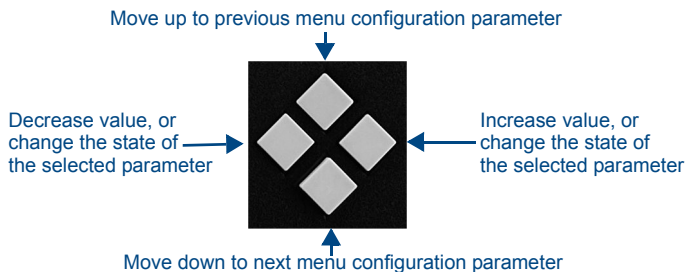 Move up to previous menu configuration parameter
Decrease value, or
change the state of
the selected parameter
Increase value, or
change the state of
the selected parameter
Move down to next menu configuration parameter